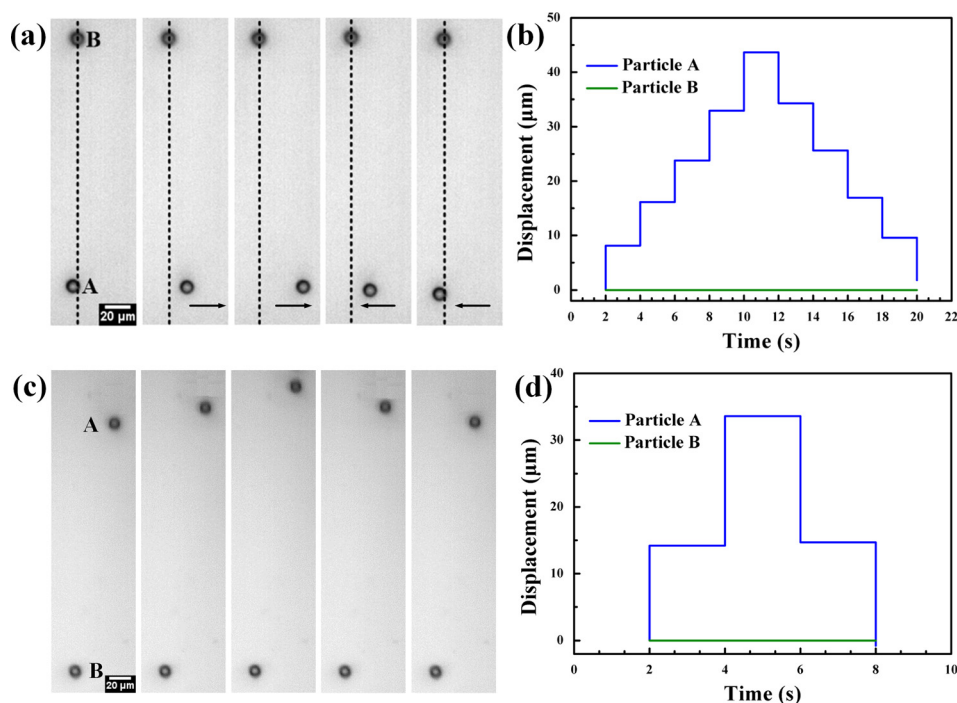 (a)
B
A
20 µm
(b)
50
40
30
20
10
0
Displacement (µm)
Particle A
Particle B
0 2 4 6 8 10 12 14 16 18 20 22
Time (s)
(c)
A
B
20 µm
(d)
40
30
20
10
0
Displacement (µm)
Particle A
Particle B
0 2 4 6 8 10
Time (s)